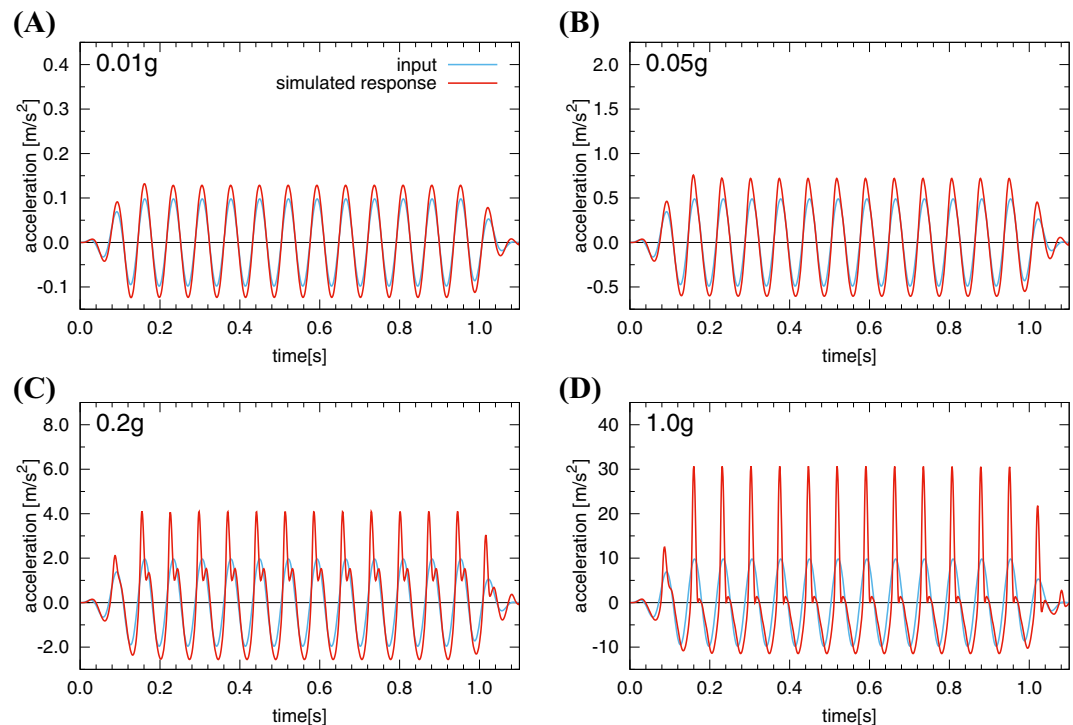 (A)
0.01g
input
simulated response
acceleration [m/s²]
0.4
0.3
0.2
0.1
0.0
-0.1
0.0 0.2 0.4 0.6 0.8 1.0
time[s]
(B)
0.05g
acceleration [m/s²]
2.0
1.5
1.0
0.5
0.0
-0.5
0.0 0.2 0.4 0.6 0.8 1.0
time[s]
(C)
0.2g
acceleration [m/s²]
8.0
6.0
4.0
2.0
0.0
-2.0
0.0 0.2 0.4 0.6 0.8 1.0
time[s]
(D)
1.0g
acceleration [m/s²]
40
30
20
10
0
-10
0.0 0.2 0.4 0.6 0.8 1.0
time[s]